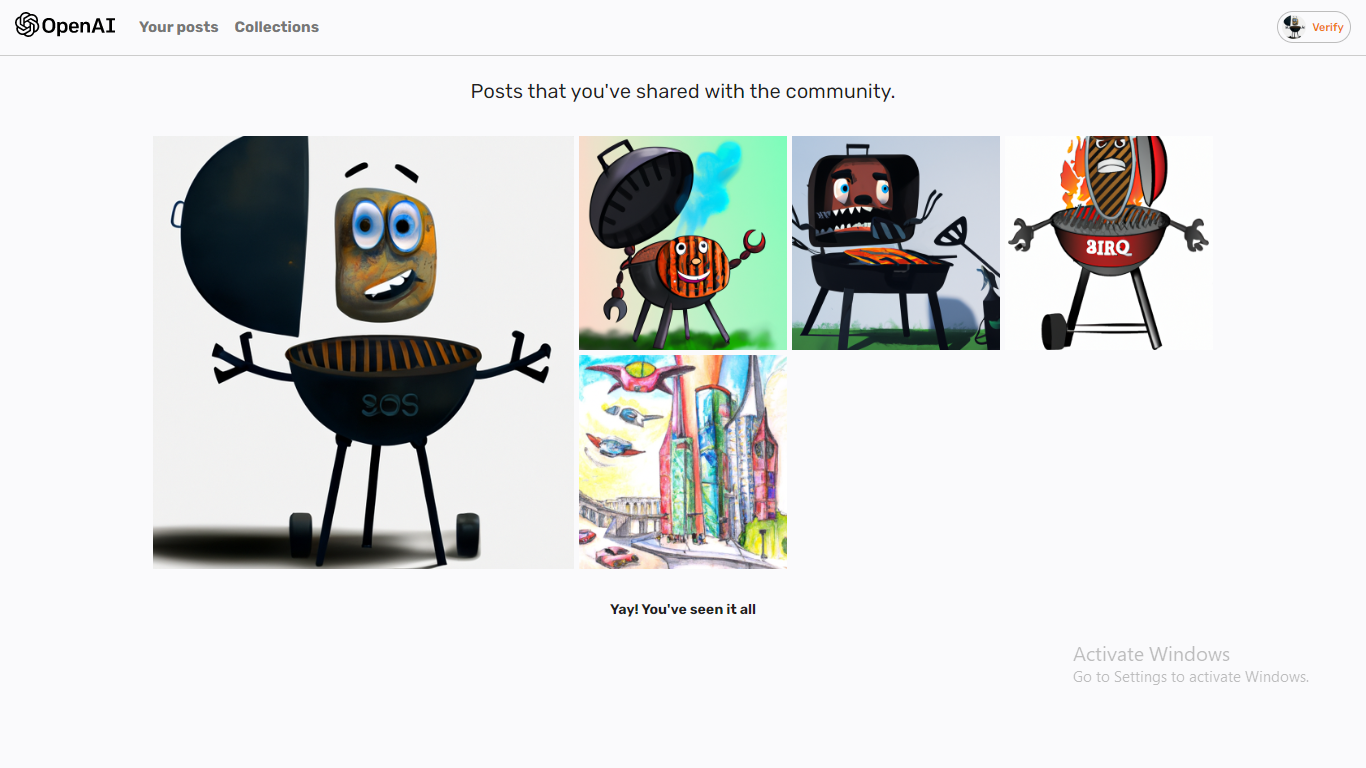 OpenAI
Your posts
Collections
Verify
Posts that you've shared with the community.
SOS
BIRQ
Yay! You've seen it all
Activate Windows
Go to Settings to activate Windows.